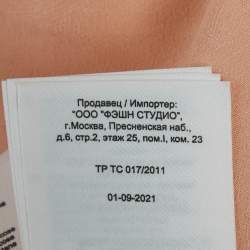 Продавец / Импортер:
"ООО "ФЭШН СТУДИО",
г.Москва, Пресненская наб.,
д.6, стр.2, этаж 25, пом.I, ком. 23
ТР ТС 017/2011
01-09-2021